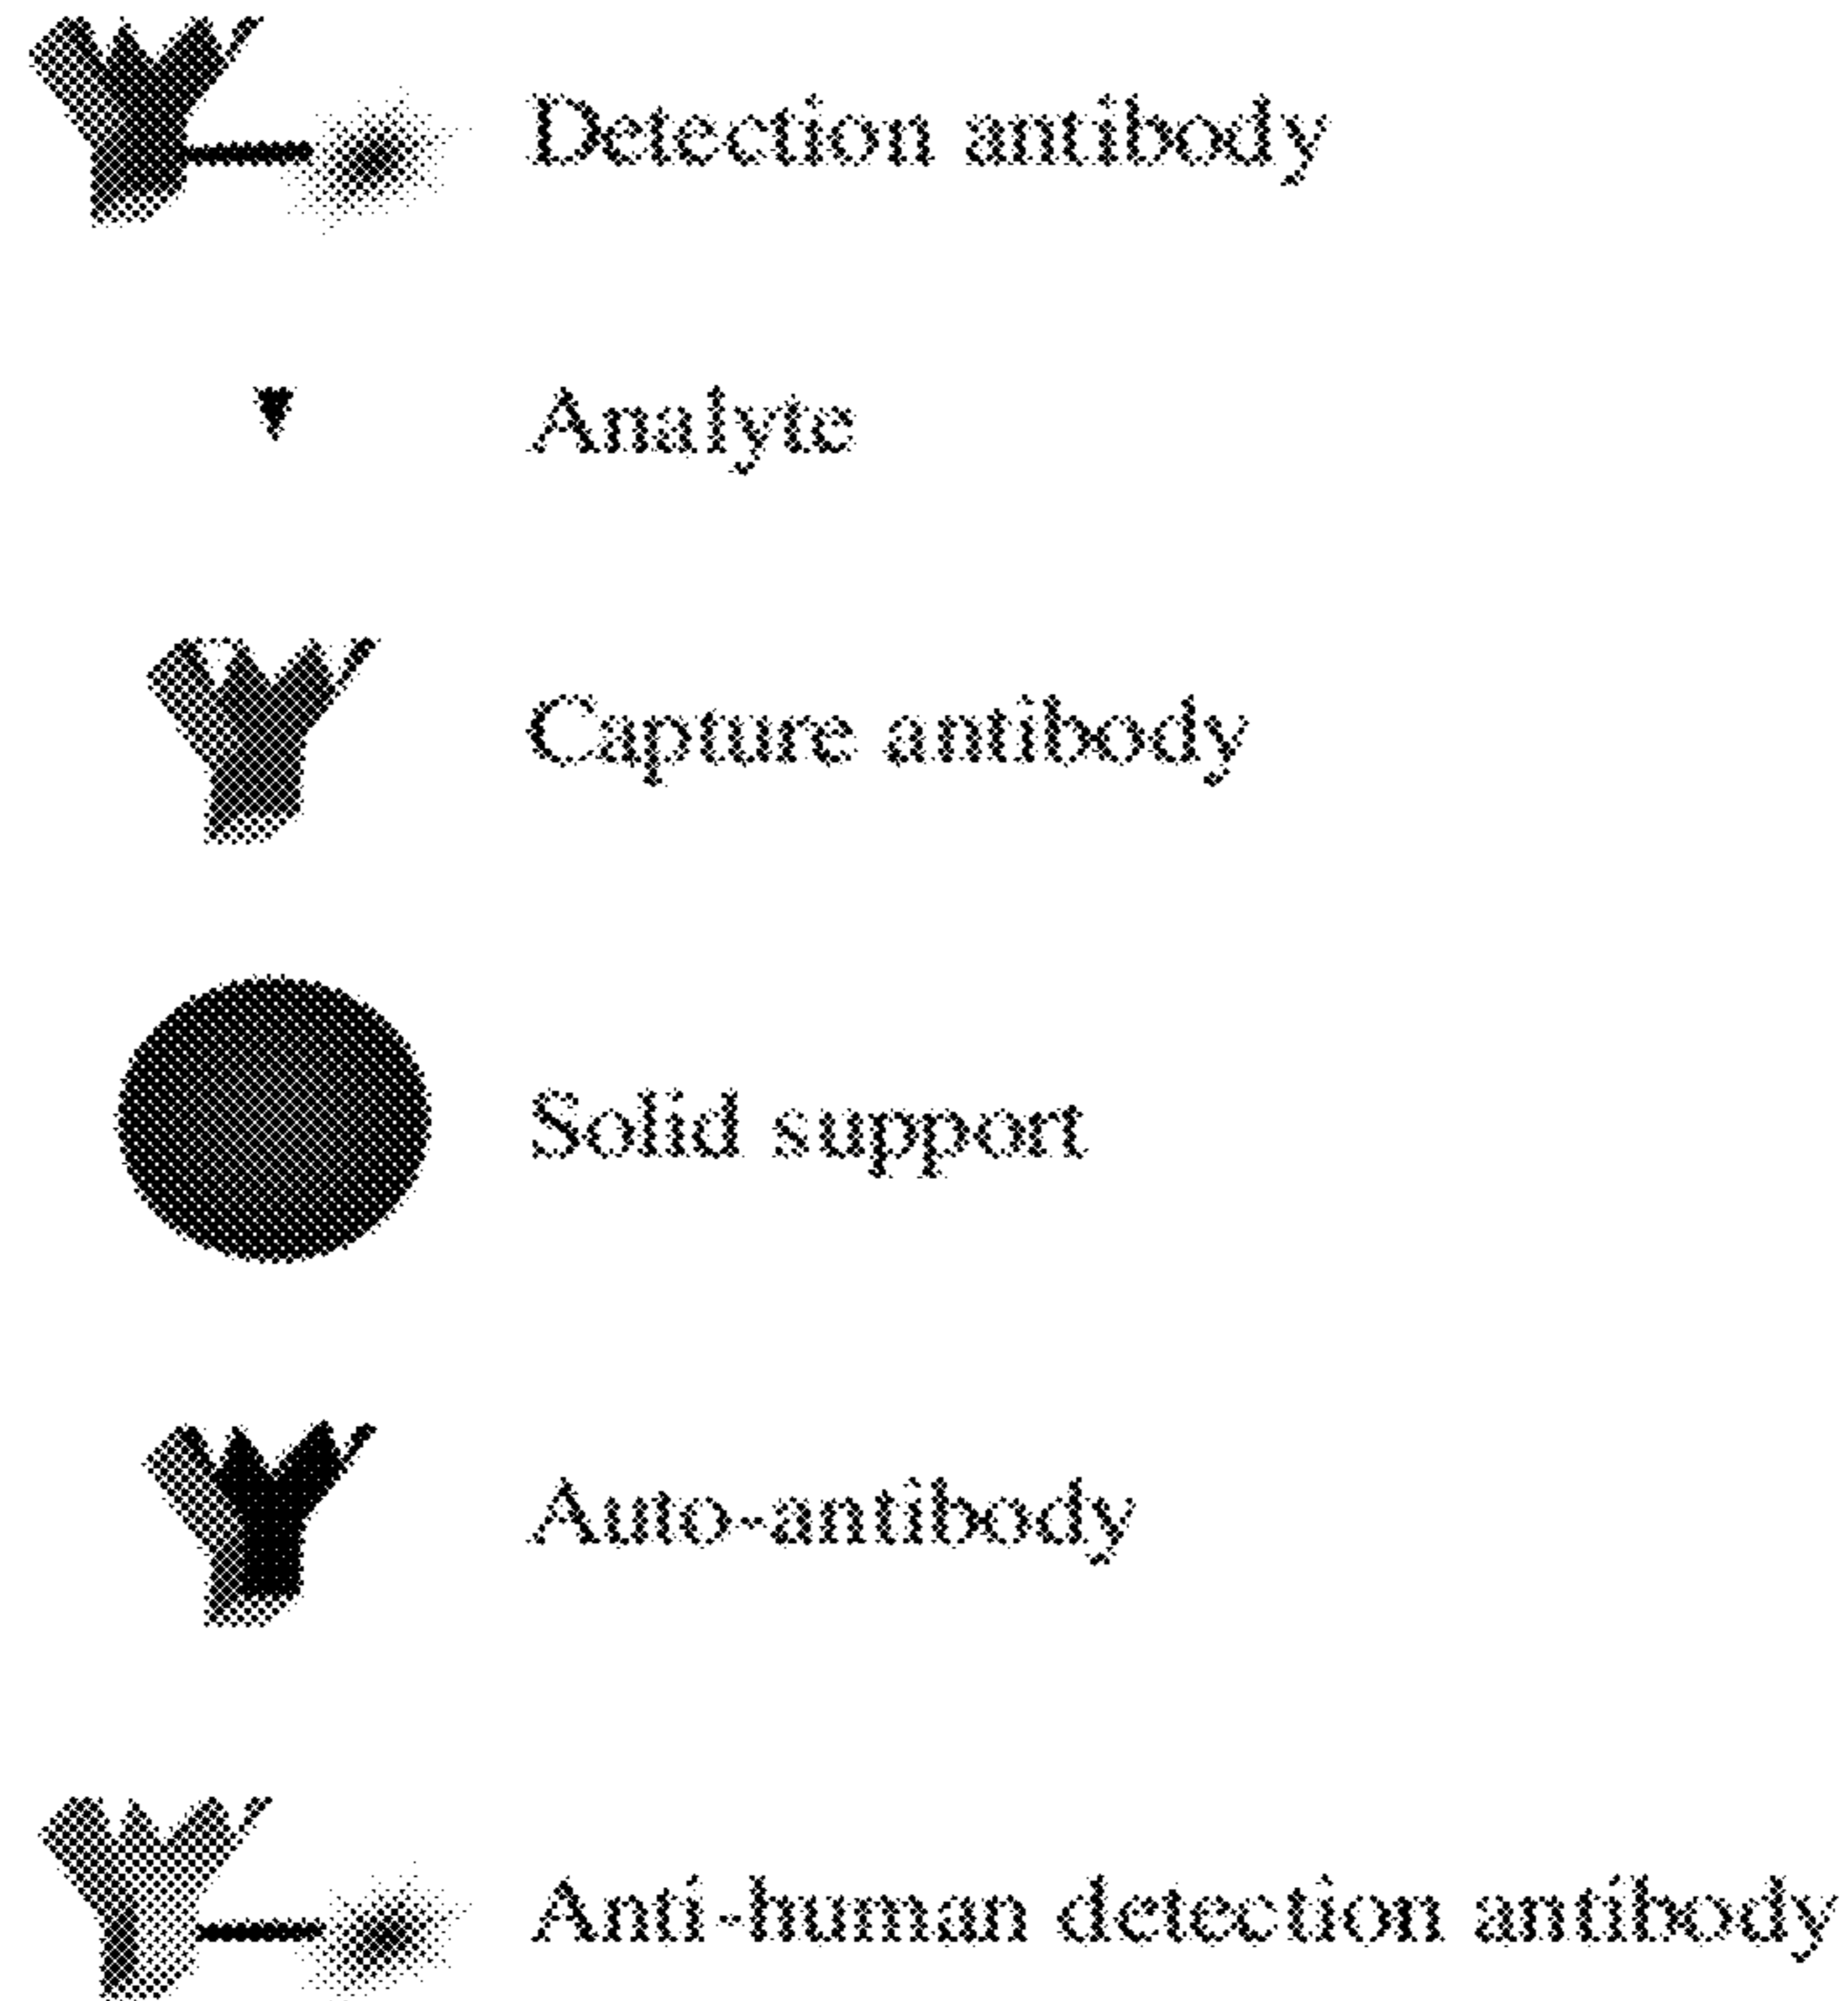 Detection antibody
Analyte
Capture antibody
Solid support
Auto-antibody
Anti-human detection antibody